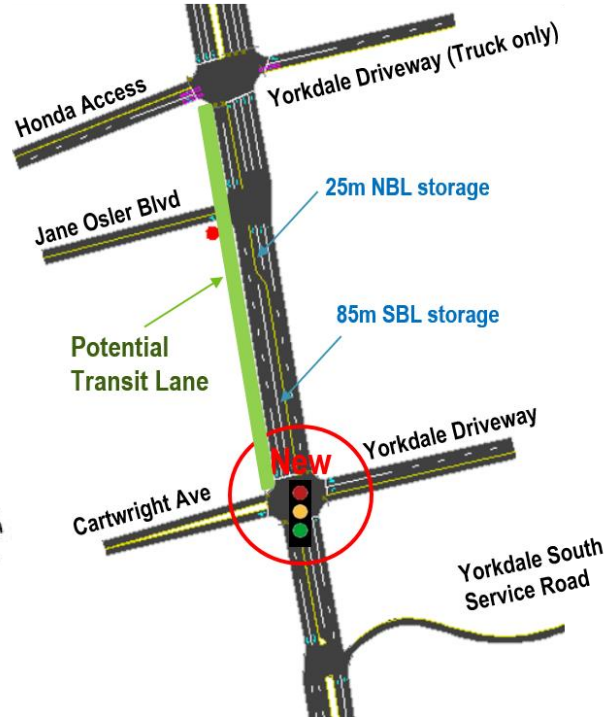 Honda Access
Yorkdale Driveway (Truck only)
25m NBL storage
Jane Osler Blvd
85m SBL storage
Potential
Transit Lane
New
Yorkdale Driveway
Cartwright Ave
Yorkdale South
Service Road